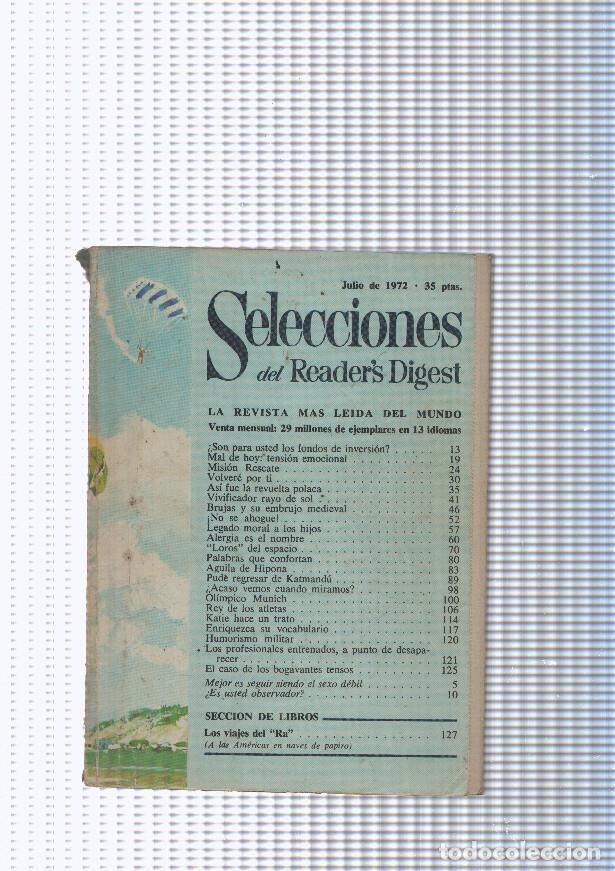 Julio de 1972 · 35 ptas.
Selecciones
del Reader's Digest
LA REVISTA MAS LEIDA DEL MUNDO
Venta mensual: 29 millones de ejemplares en 13 idiomas
¿Son para usted los fondos de inversión? . . . . . 13
Mal de hoy: tensión emocional . . . . . 19
Misión Rescate . . . . . 24
Volveré por ti . . . . . 30
Así fue la revuelta polaca . . . . . 35
Vivificador rayo de sol . . . . . 41
Brujas y su embrujo medieval . . . . . 46
¡No se ahogue! . . . . . 52
Legado moral a los hijos . . . . . 57
Alergia es el nombre . . . . . 60
"Loros" del espacio . . . . . 70
Palabras que confortan . . . . . 80
Aguila de Hipona . . . . . 83
Pude regresar de Katmandú . . . . . 89
¿Acaso vemos cuando miramos? . . . . . 98
Olímpico Munich . . . . . 100
Rey de los atletas . . . . . 106
Katie hace un trato . . . . . 114
Enriquezca su vocabulario . . . . . 117
Humorismo militar . . . . . 120
Los profesionales entrenados, a punto de desapa-
recer . . . . . 121
El caso de los bogavantes tensos . . . . . 125
Mejor es seguir siendo el sexo débil . . . . . 5
¿Es usted observador? . . . . . 10
SECCION DE LIBROS
Los viajes del "Ra" . . . . . 127
(A las Américas en naves de papiro)
todocoleccion